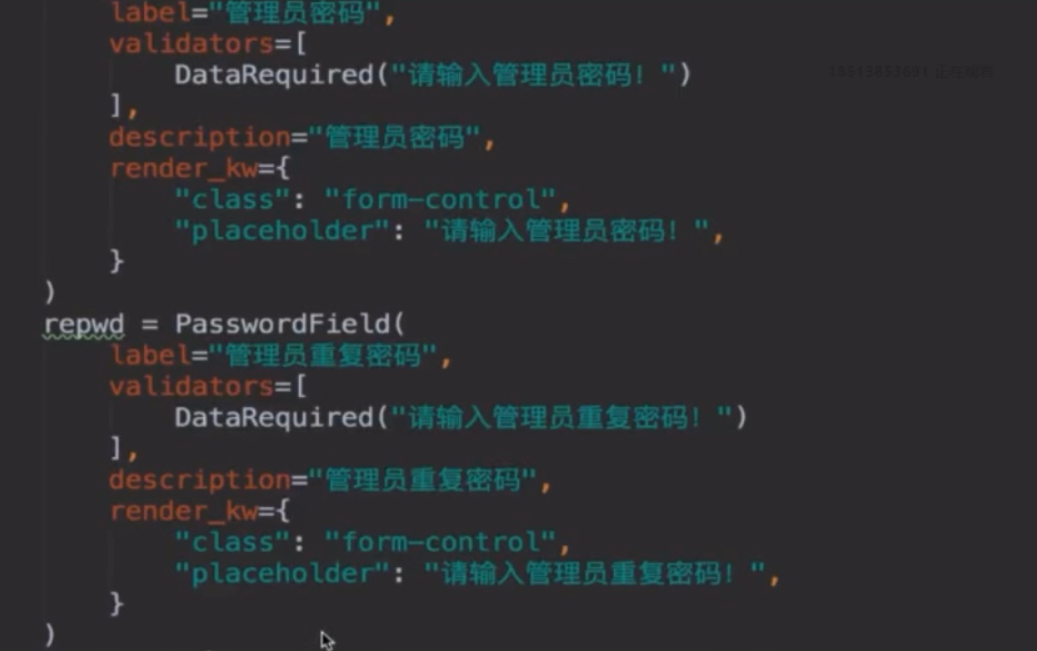 label="管理员密码",
validators=[
DataRequired("请输入管理员密码！")
],
description="管理员密码",
render_kw={
"class": "form-control",
"placeholder": "请输入管理员密码！",
}
)
repwd = PasswordField(
label="管理员重复密码",
validators=[
DataRequired("请输入管理员重复密码！")
],
description="管理员重复密码",
render_kw={
"class": "form-control",
"placeholder": "请输入管理员重复密码！",
}
)